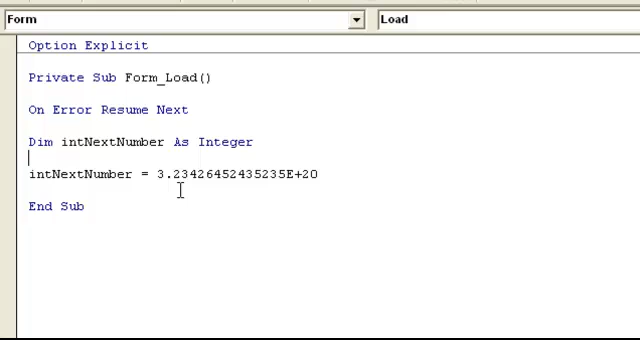 Form
Load
Option Explicit
Private Sub Form_Load()
On Error Resume Next
Dim intNextNumber As Integer
intNextNumber = 3.23426452435235E+20
End Sub